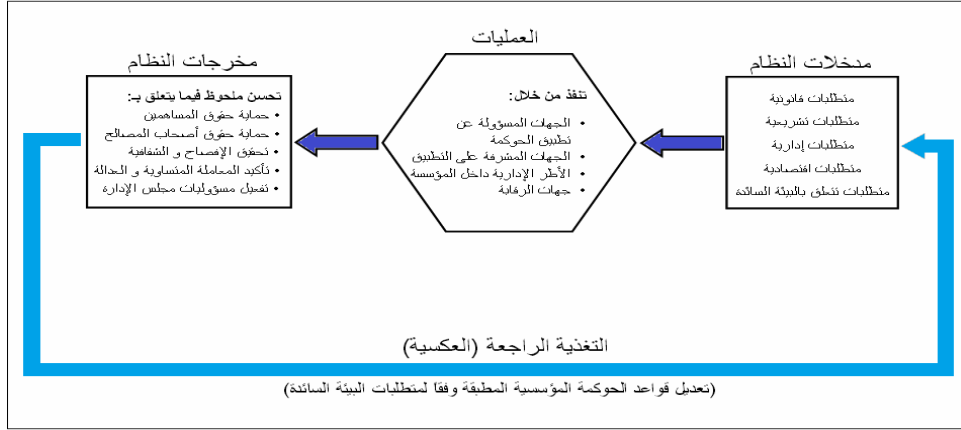 مدخلات النظام
متطلبات قانونية
متطلبات تشريعية
متطلبات إدارية
متطلبات اقتصادية
متطلبات تتعلق بالبيئة السائدة
العمليات
تنفذ من خلال:
• الجهات المسؤولة عن
تطبيق الحوكمة
• الجهات المشرفة على التطبيق
• الأطر الإدارية داخل المؤسسة
• جهات الرقابة
مخرجات النظام
تحسن ملحوظ فيما يتعلق بـ:
• حماية حقوق المساهمين
• حماية حقوق أصحاب المصالح
• تحقيق الإفصاح و الشفافية
• تأكيد المعاملة المتساوية و العدالة
• تفعيل مسؤوليات مجلس الإدارة
التغذية الراجعة (العكسية)
(تعديل قواعد الحوكمة المؤسسية المطبقة وفقا لمتطلبات البيئة السائدة)